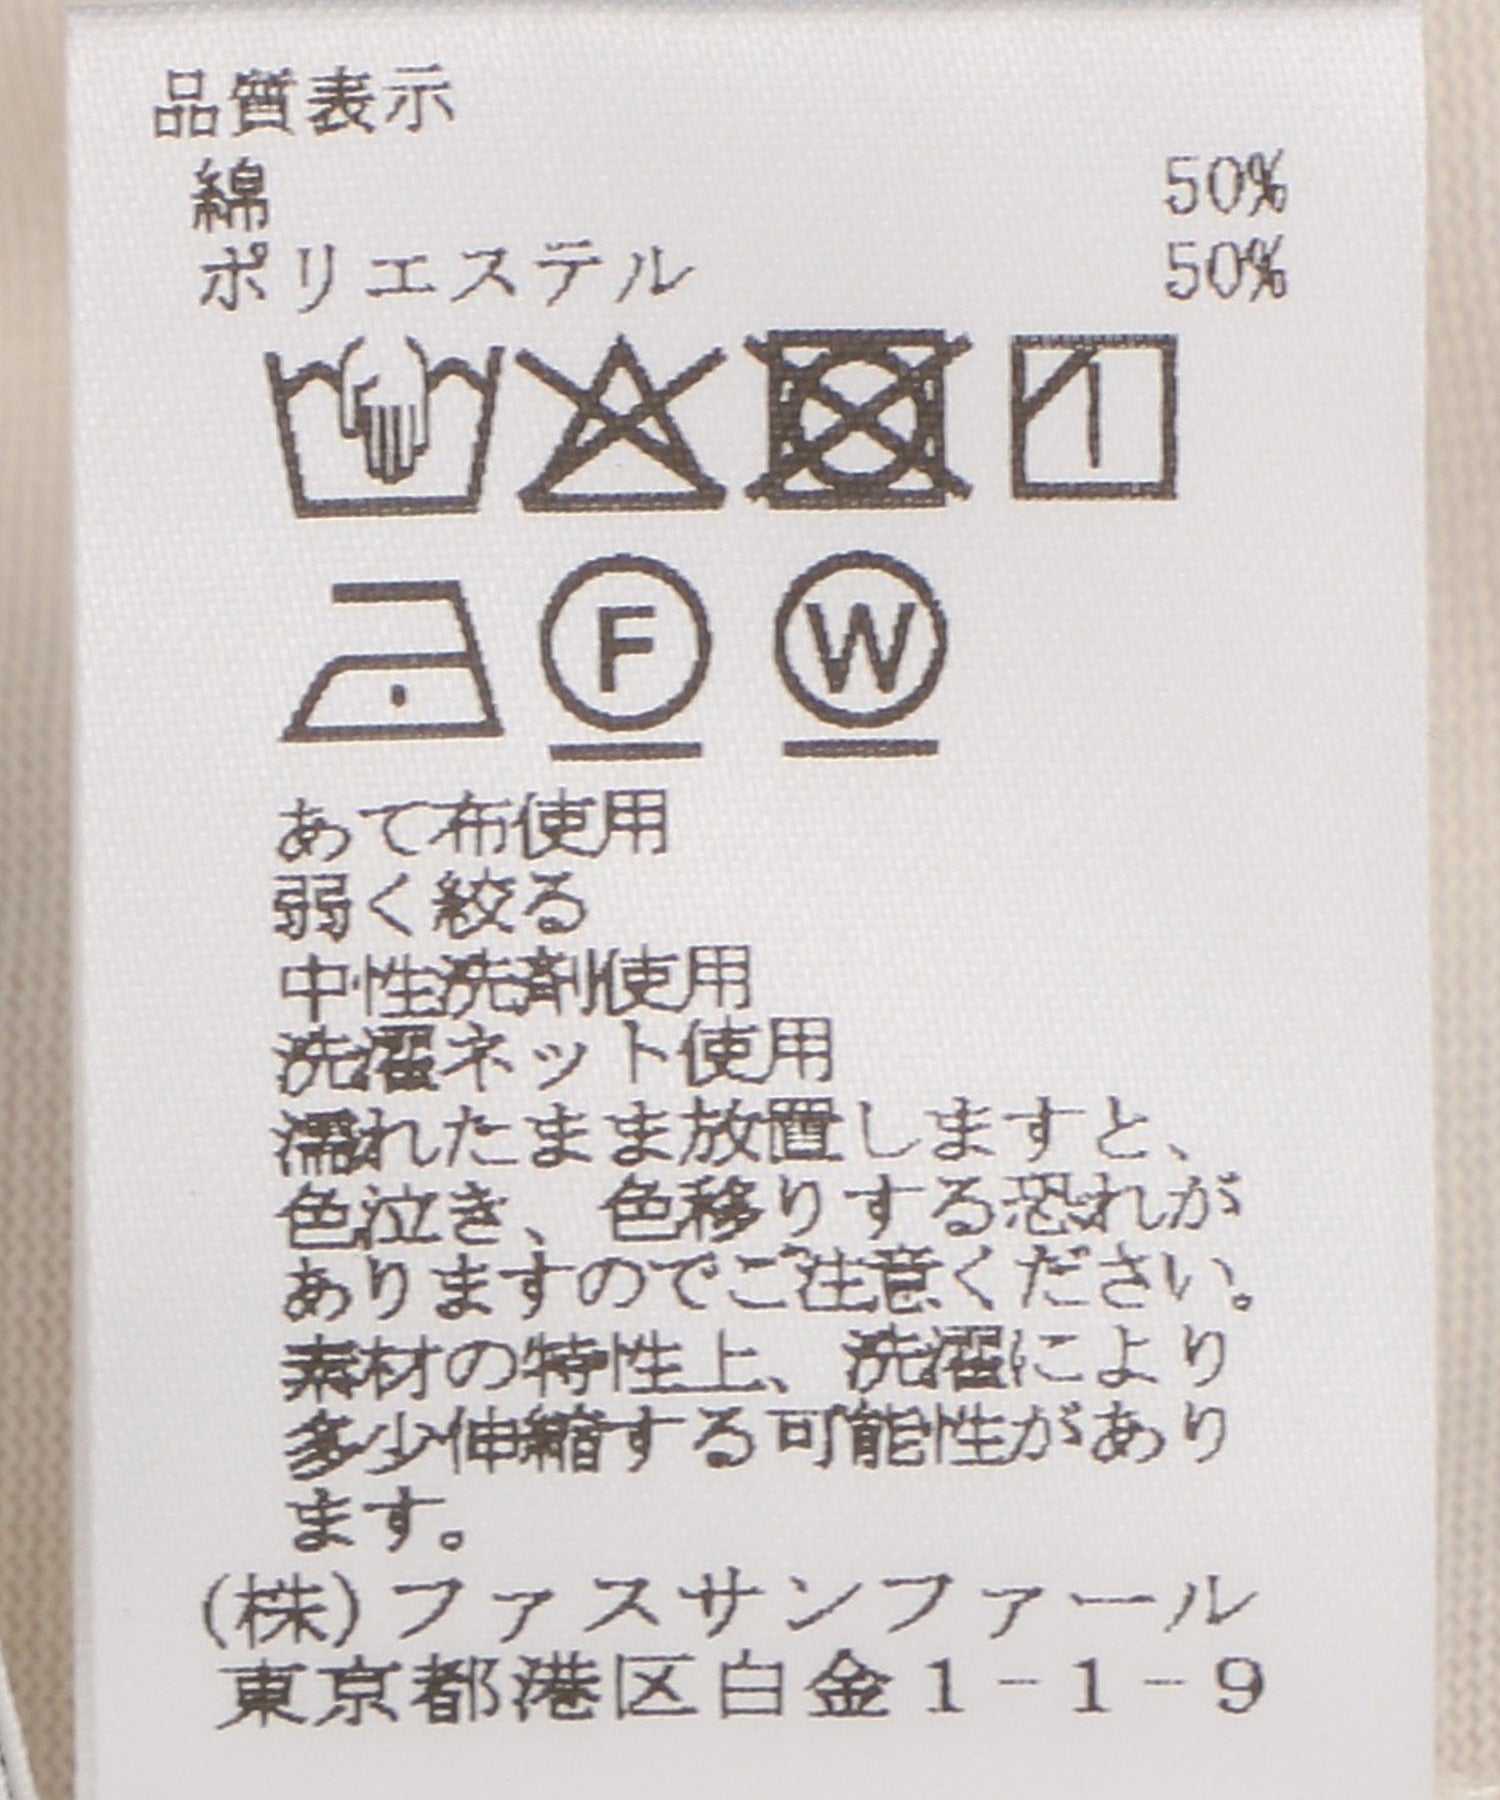 品質表示
綿 50%
ポリエステル 50%
F W
あて布使用
弱く絞る
中性洗剤使用
洗濯ネット使用
濡れたまま放置しますと、
色泣き、色移りする恐れが
ありますのでご注意ください。
素材の特性上、洗濯により
多少伸縮する可能性があり
ます。
(株)ファスサンファール
東京都港区白金1-1-9